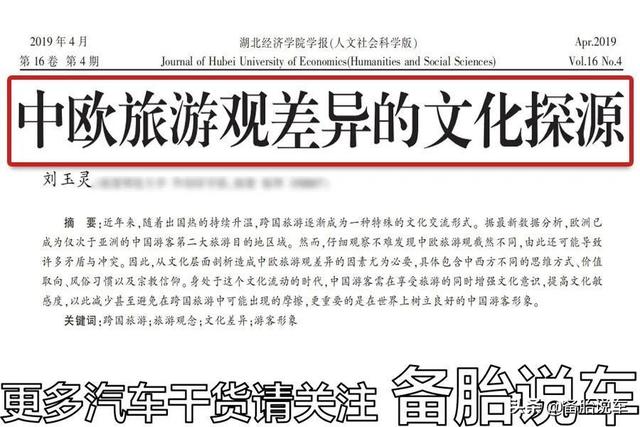 2019年4月 湖北经济学院学报(人文社会科学版) Apr.2019
第16卷 第4期 Journal of Hubei University of Economics(Humanities and Social Sciences) Vol.16 No.4
中欧旅游观差异的文化探源
刘玉灵
摘 要:近年来,随着出国热的持续升温,跨国旅游逐渐成为一种特殊的文化交流形式。据最新数据分析,欧洲已
成为仅次于亚洲的中国游客第二大旅游目的地区域。然而,仔细观察不难发现中欧旅游观截然不同,由此还可能导致
许多矛盾与冲突。因此,从文化层面剖析造成中欧旅游观差异的因素尤为必要,具体包含中西方不同的思维方式、价值
取向、风俗习惯以及宗教信仰。身处于这个文化流动的时代,中国游客需在享受旅游的同时增强文化意识,提高文化敏
感度,以此减少甚至避免在跨国旅游中可能出现的摩擦,更重要的是在世界上树立良好的中国游客形象。
关键词:跨国旅游;旅游观念;文化差异;游客形象
更多汽车干货请关注 备胎说车
头条 @备胎说车